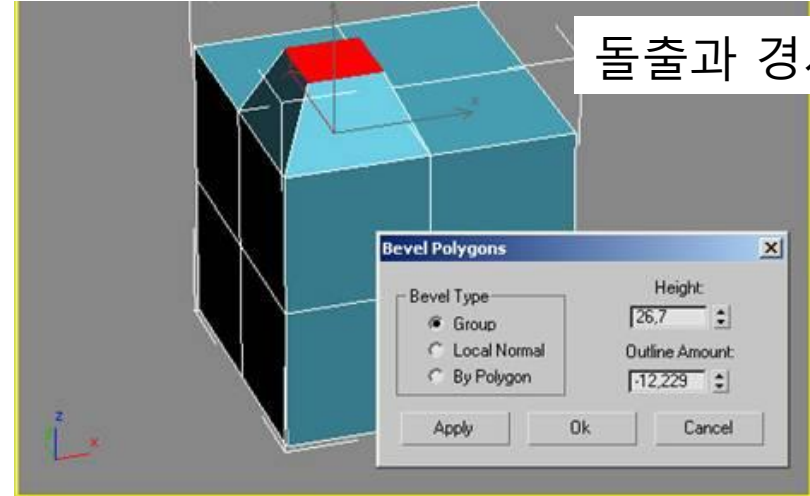 돌출과 경
Bevel Polygons
Bevel Type
Group
Local Normal
By Polygon
Height:
26,7
Outline Amount:
-12,229
Apply
Ok
Cancel
z
x
x